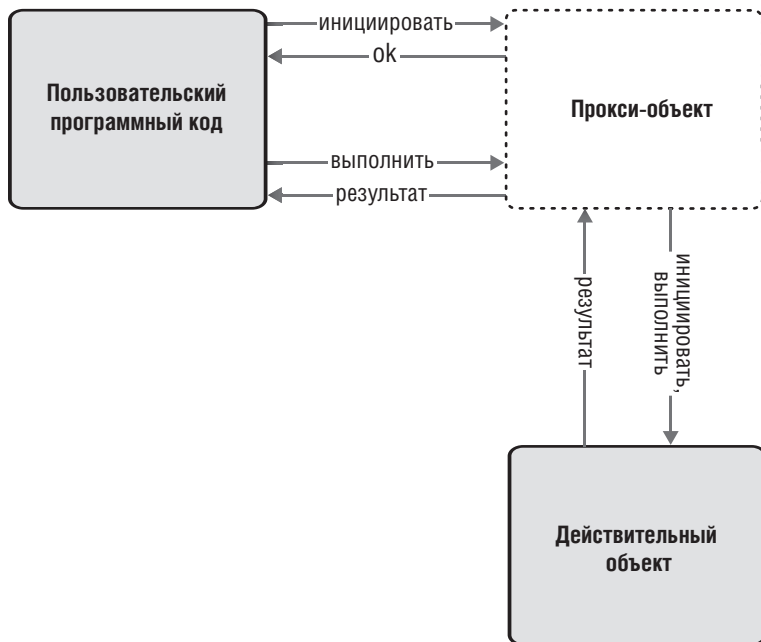 инициировать
ok
Пользовательский
программный код
Прокси-объект
выполнить
результат
результат
инициировать,
выполнить
Действительный
объект